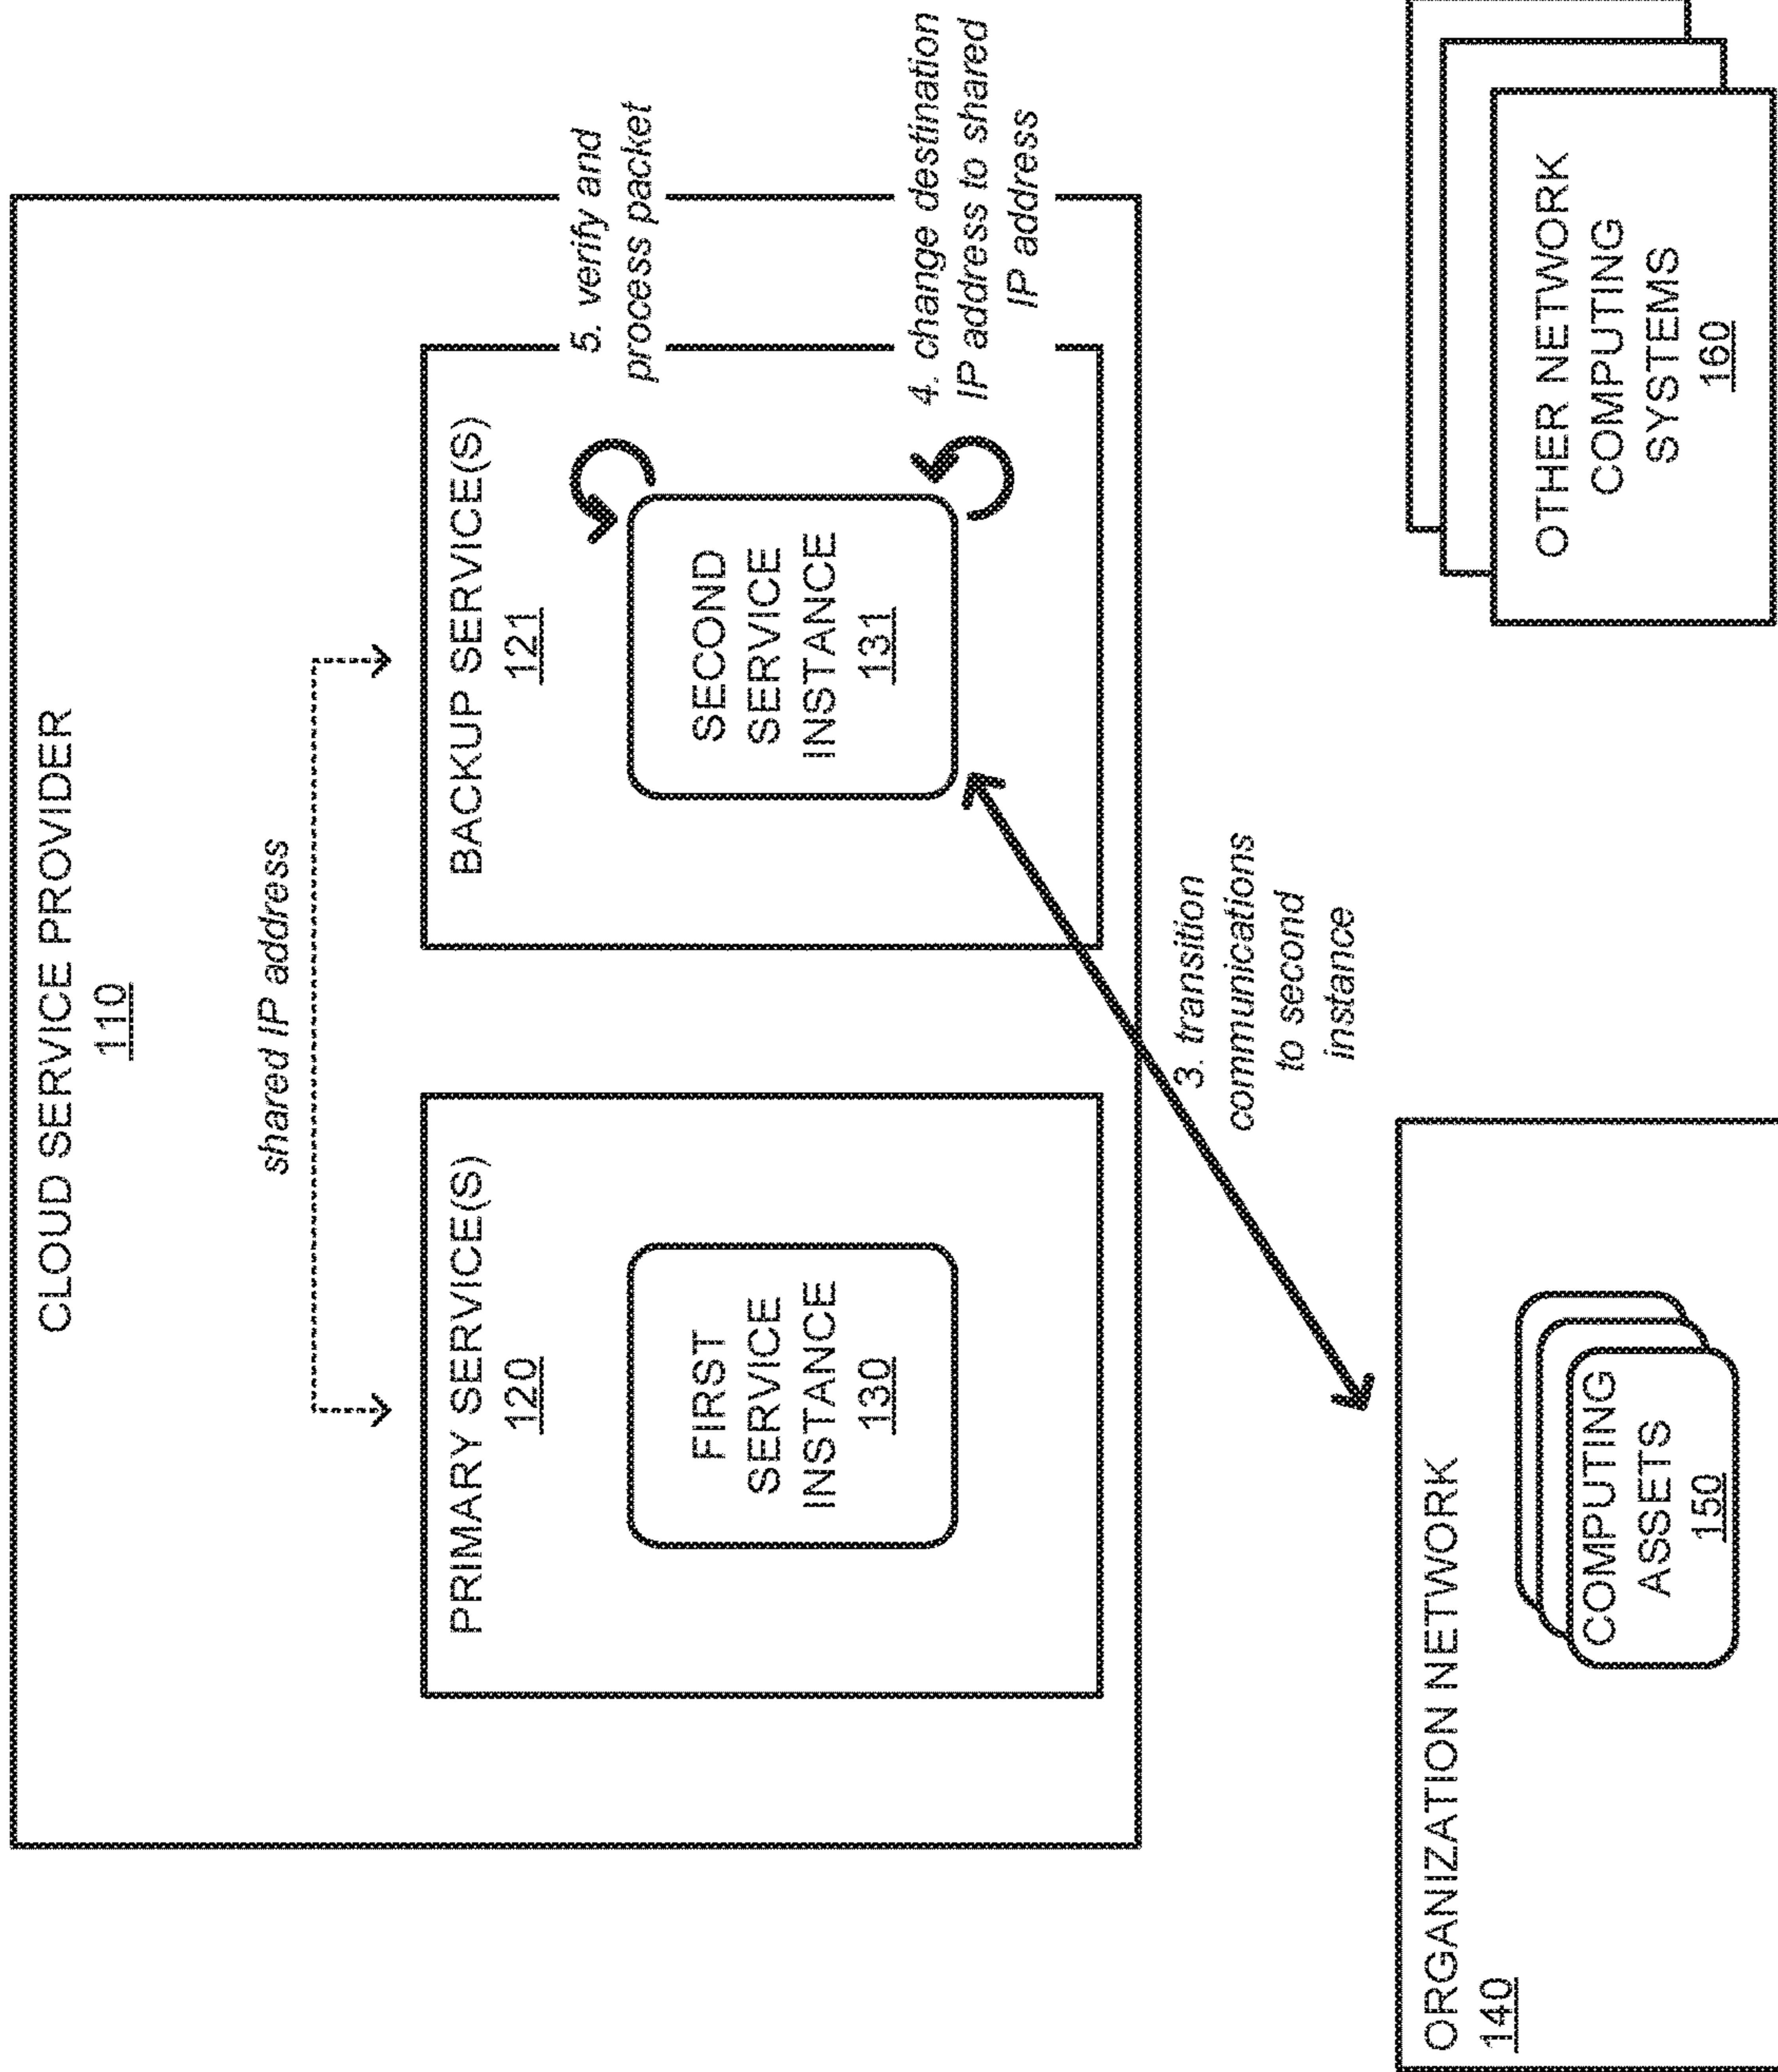 CLOUD SERVICE PROVIDER
110
shared IP address
PRIMARY SERVICE(S)
120
FIRST
SERVICE
INSTANCE
130
BACKUP SERVICE(S)
121
SECOND
SERVICE
INSTANCE
131
5. verify and
process packet
4. change destination
IP address to shared
IP address
3. transition
communications
to second
instance
ORGANIZATION NETWORK
140
COMPUTING
ASSETS
150
OTHER NETWORK
COMPUTING
SYSTEMS
160